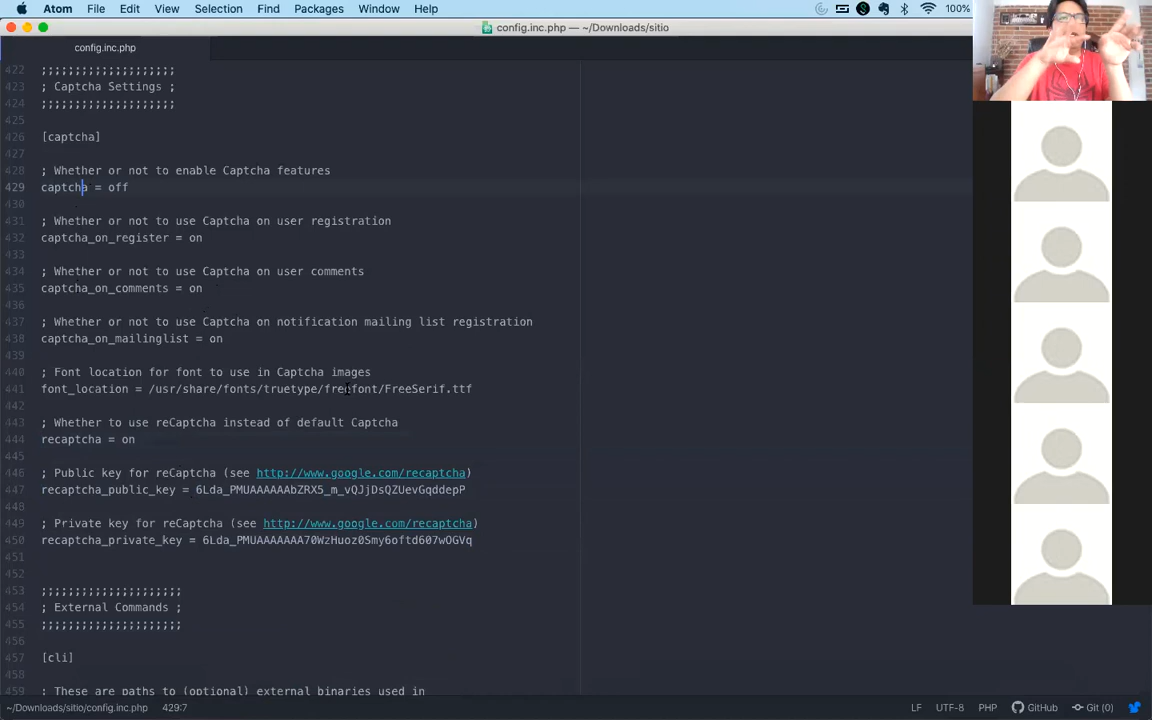 Atom File Edit View Selection Find Packages Window Help 100%
config.inc.php — ~/Downloads/sitio
config.inc.php
422 ;;;;;;;;;;;;;;;;;;;;
423 ; Captcha Settings ;
424 ;;;;;;;;;;;;;;;;;;;;
425
426 [captcha]
427
428 ; Whether or not to enable Captcha features
429 captcha = off
430
431 ; Whether or not to use Captcha on user registration
432 captcha_on_register = on
433
434 ; Whether or not to use Captcha on user comments
435 captcha_on_comments = on
436
437 ; Whether or not to use Captcha on notification mailing list registration
438 captcha_on_mailinglist = on
439
440 ; Font location for font to use in Captcha images
441 font_location = /usr/share/fonts/truetype/freefont/FreeSerif.ttf
442
443 ; Whether to use reCaptcha instead of default Captcha
444 recaptcha = on
445
446 ; Public key for reCaptcha (see http://www.google.com/recaptcha)
447 recaptcha_public_key = 6Lda_PMUAAAAAAbZRX5_m_vQJjDsQZUevGqddepP
448
449 ; Private key for reCaptcha (see http://www.google.com/recaptcha)
450 recaptcha_private_key = 6Lda_PMUAAAAAAA70WzHuoz0Smy6oftd607wOGVq
451
452
453 ;;;;;;;;;;;;;;;;;;;;;
454 ; External Commands ;
455 ;;;;;;;;;;;;;;;;;;;;;
456
457 [cli]
458
459 ; These are paths to (optional) external binaries used in
~/Downloads/sitio/config.inc.php 429:7 LF UTF-8 PHP GitHub Git (0)